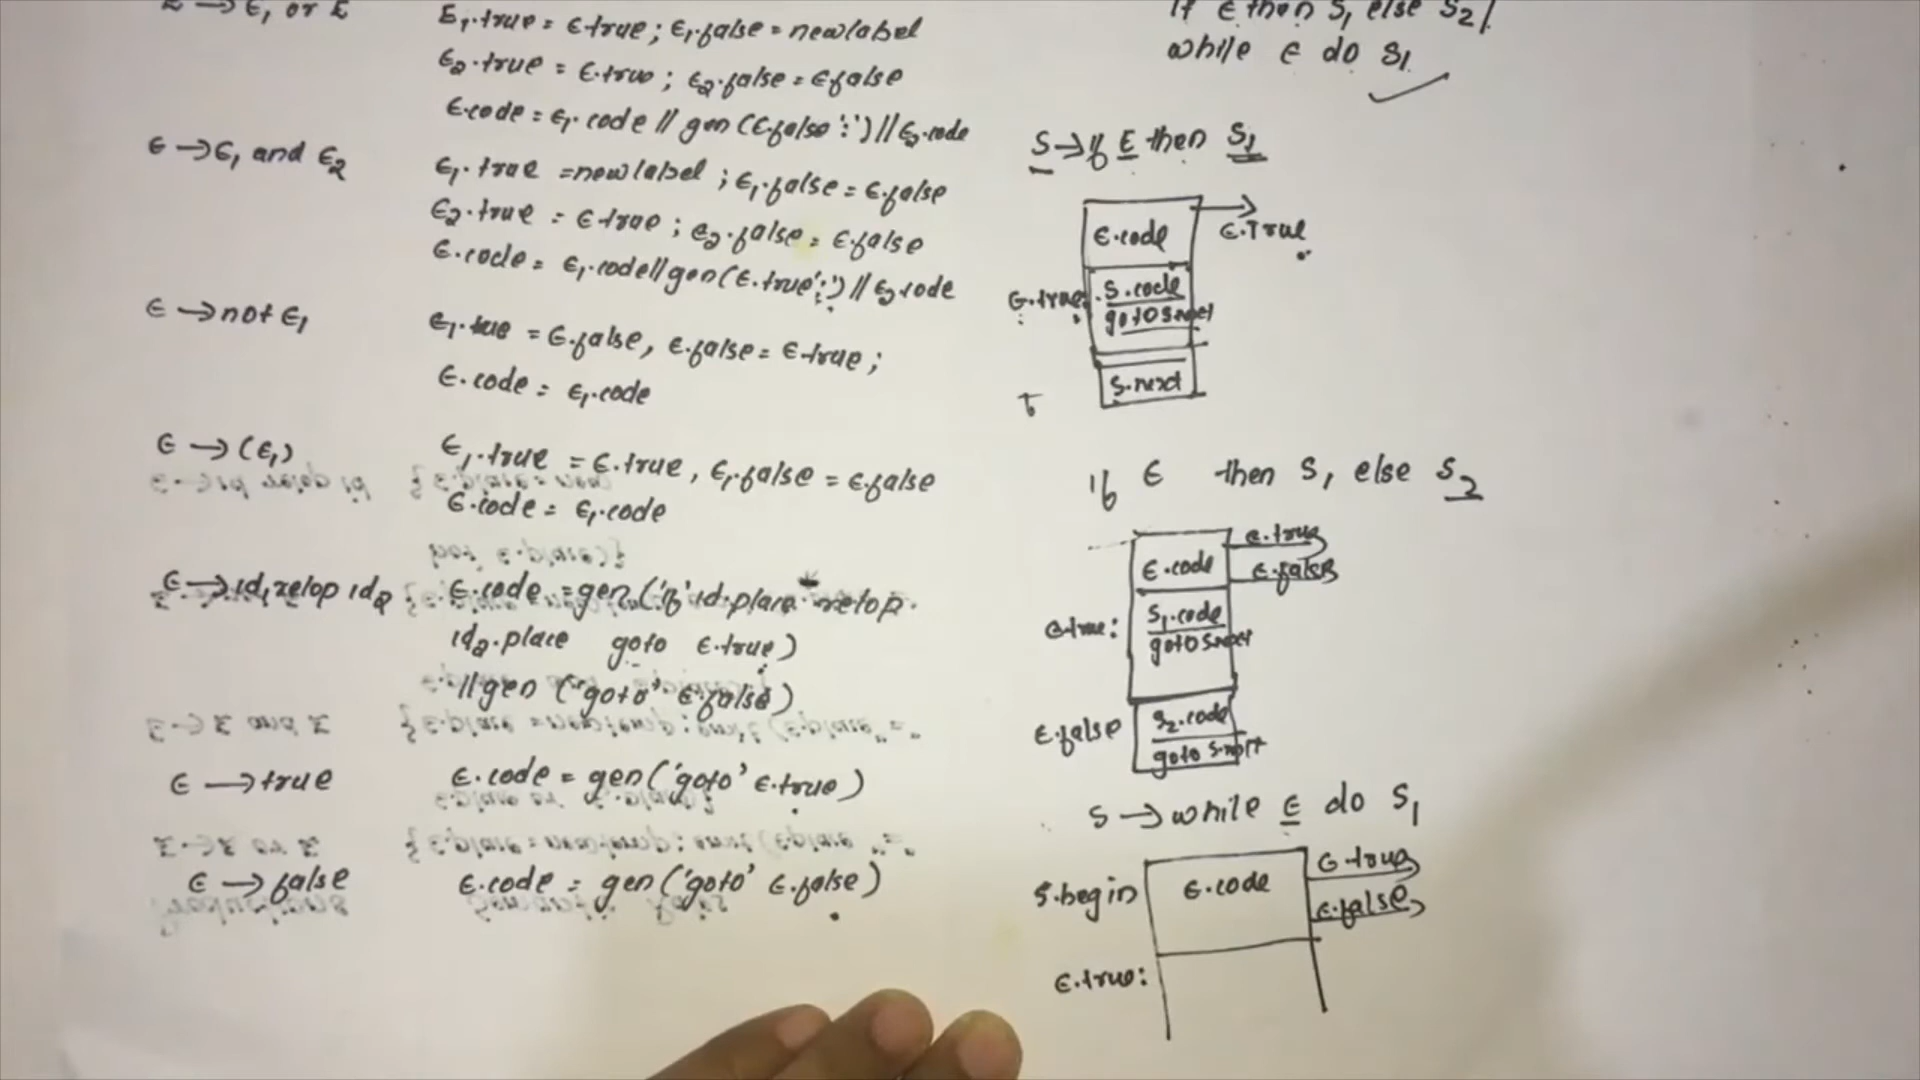 E → E1 or E
E1.true = E.true ; E1.false = newlabel
E2.true = E.true ; E2.false = E.false
E.code = E1.code // gen (E.false ':') // E2.code
E → E1 and E2
E1.true = newlabel ; E1.false = E.false
E2.true = E.true ; E2.false = E.false
E.code = E1.code // gen (E.true ':') // E2.code
E → not E1
E1.true = E.false, E.false = E.true ;
E.code = E1.code
E → (E1)
E1.true = E.true, E1.false = E.false
E.code = E1.code
E → id1 relop id2
E.code = gen ('if' id.place relop
id2.place goto E.true)
// gen ('goto' E.false)
E → true
E.code = gen ('goto' E.true)
E → false
E.code = gen ('goto' E.false)
If E then S1 else S2 /
while E do S1
S → if E then S1
E.code
E.True
E.true:
S.code
goto S.next
S.next
if E then S1 else S2
E.code
E.true
E.false
E.true:
S1.code
goto S.next
E.false
S2.code
goto S.next
S → while E do S1
S.begin
E.code
E.true
E.false
E.true: